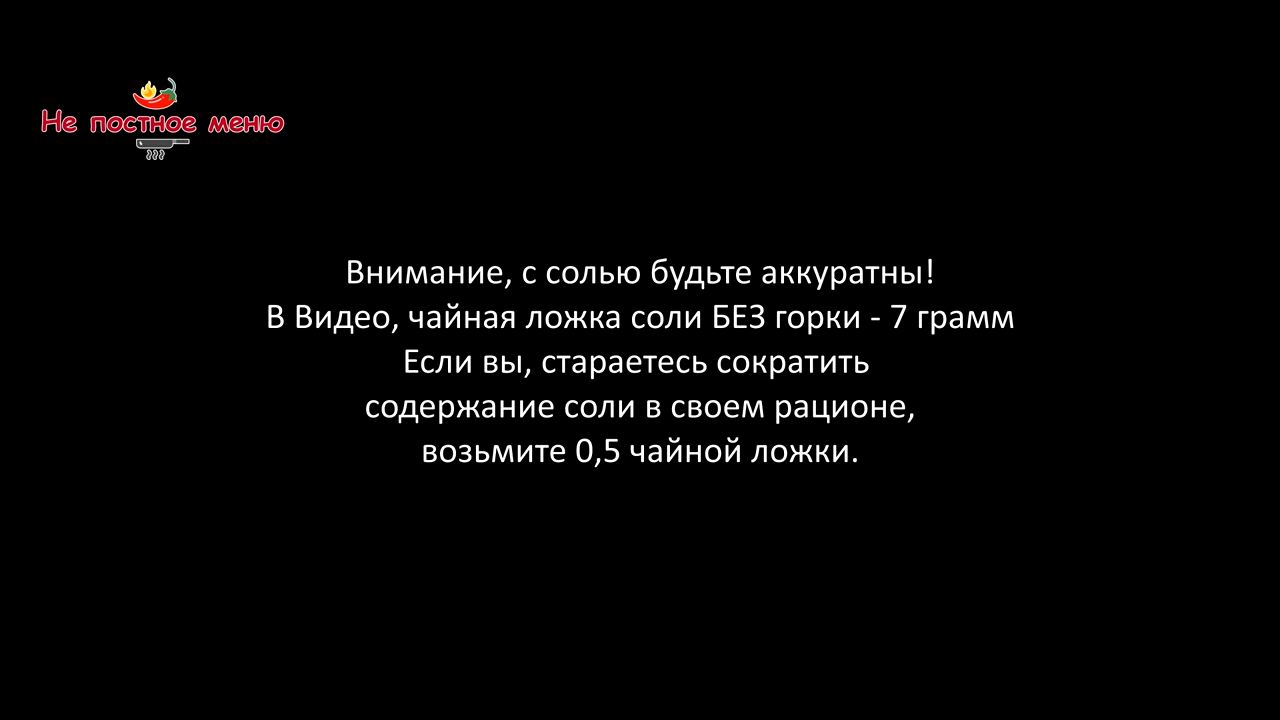 Не постное меню
Внимание, с солью будьте аккуратны!
В Видео, чайная ложка соли БЕЗ горки - 7 грамм
Если вы, стараетесь сократить
содержание соли в своем рационе,
возьмите 0,5 чайной ложки.